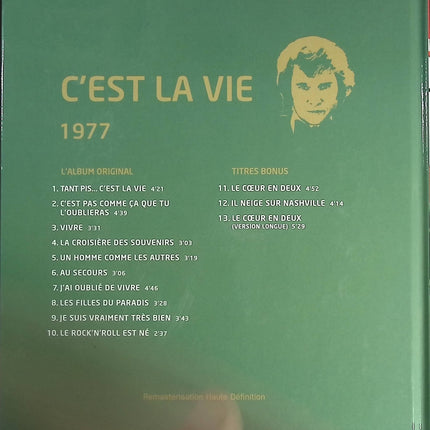 C'EST LA VIE
1977
L'ALBUM ORIGINAL
1. TANT PIS... C'EST LA VIE 4'21
2. C'EST PAS COMME ÇA QUE TU
L'OUBLIERAS 4'39
3. VIVRE 3'31
4. LA CROISIÈRE DES SOUVENIRS 3'03
5. UN HOMME COMME LES AUTRES 3'19
6. AU SECOURS 3'06
7. J'AI OUBLIÉ DE VIVRE 4'46
8. LES FILLES DU PARADIS 3'28
9. JE SUIS VRAIMENT TRÈS BIEN 3'43
10. LE ROCK'N'ROLL EST NÉ 2'37
TITRES BONUS
11. LE CŒUR EN DEUX 4'52
12. IL NEIGE SUR NASHVILLE 4'14
13. LE CŒUR EN DEUX
(VERSION LONGUE) 5'29
Remasterisation Haute Définition